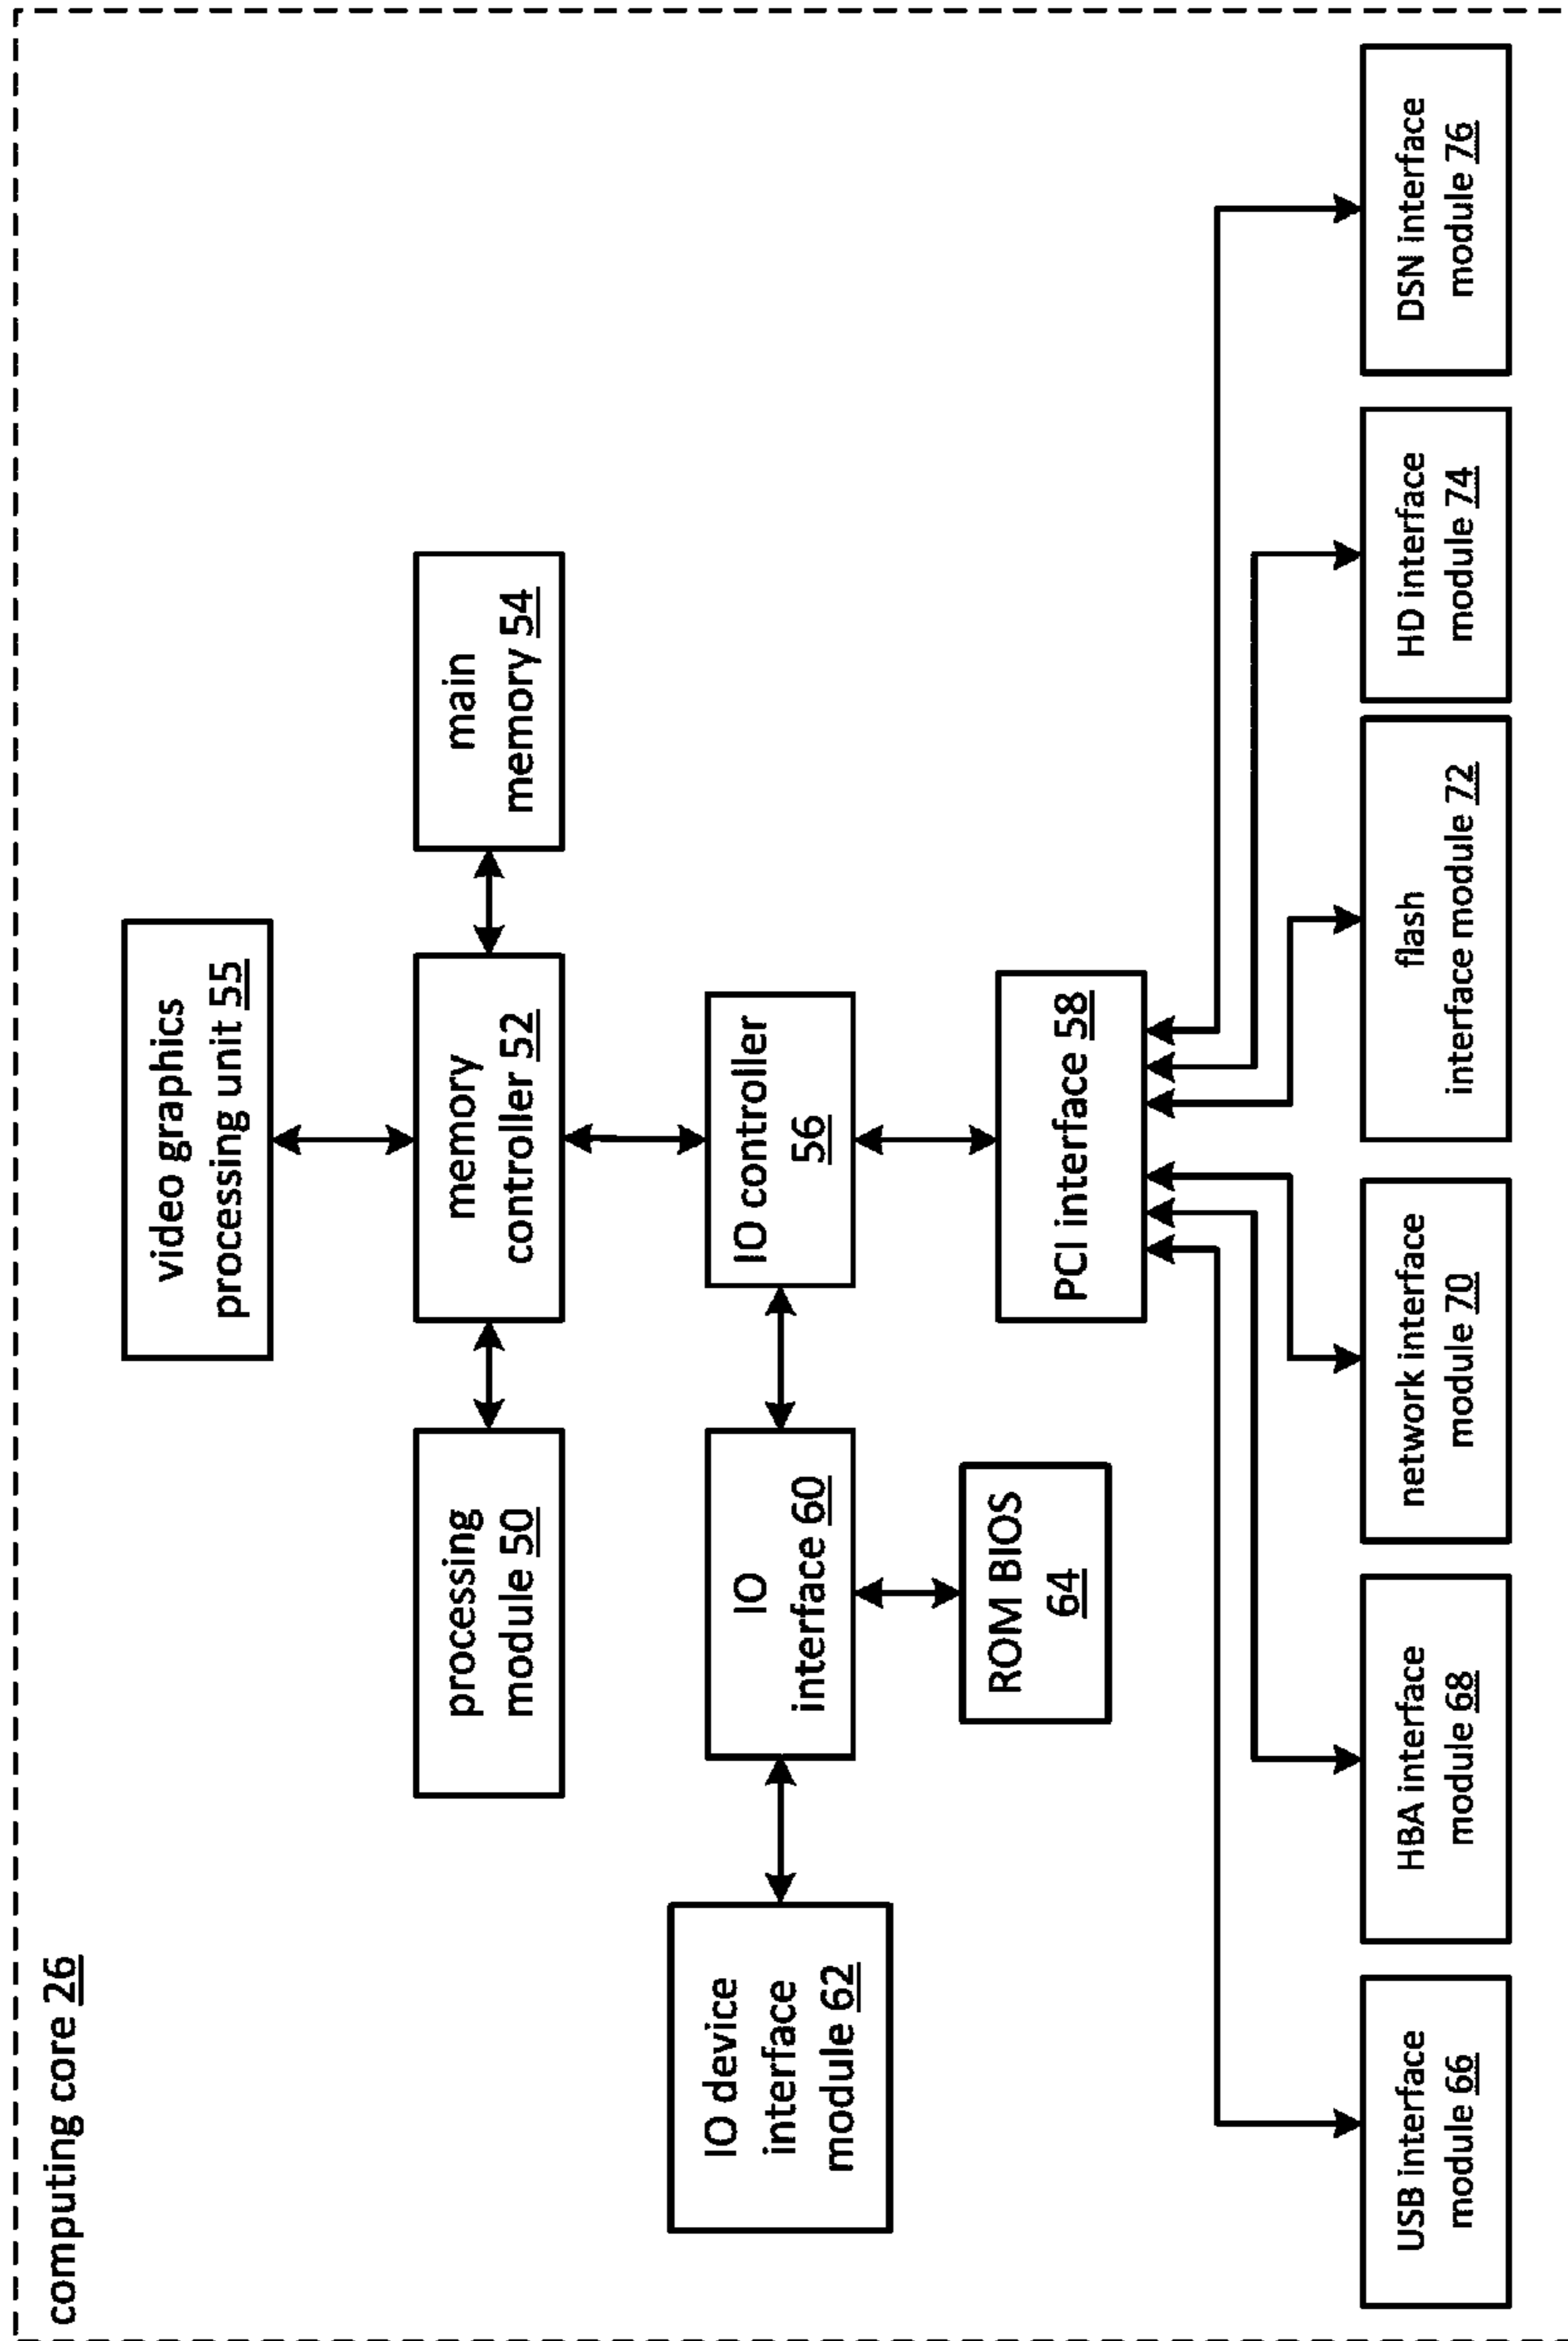 computing core 26
video graphics
processing unit 55
processing
module 50
memory
controller 52
main
memory 54
IO device
interface
module 62
IO
interface 60
IO controller
56
ROM BIOS
64
PCI interface 58
USB interface
module 66
HBA interface
module 68
network interface
module 70
flash
interface module 72
HD interface
module 74
DSN interface
module 76